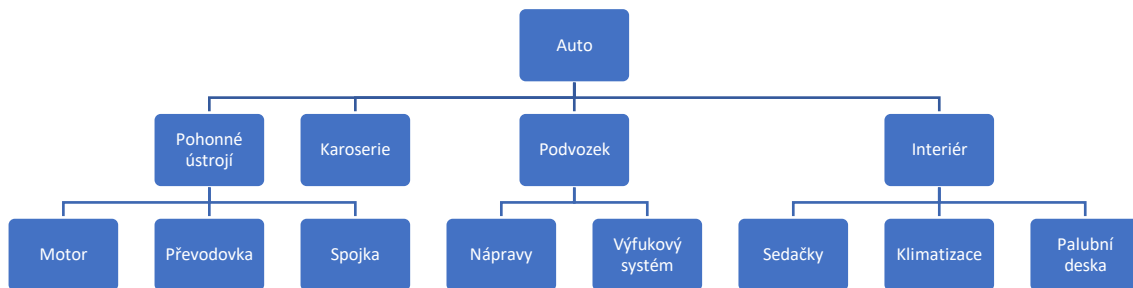 Auto
Pohonné
ústrojí
Karoserie
Podvozek
Interiér
Motor
Převodovka
Spojka
Nápravy
Výfukový
systém
Sedačky
Klimatizace
Palubní
deska